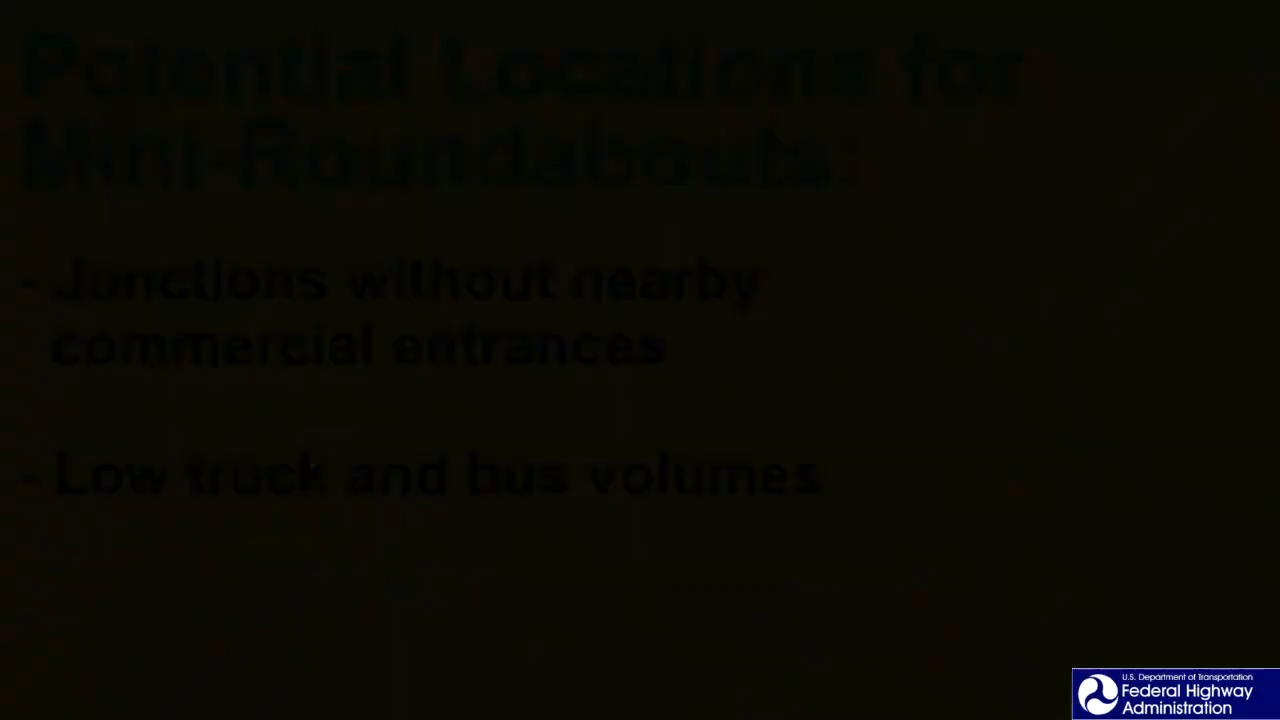 Potential Locations for
Mini-Roundabouts:
- Junctions without nearby
commercial entrances
- Low truck and bus volumes
U.S. Department of Transportation
Federal Highway
Administration